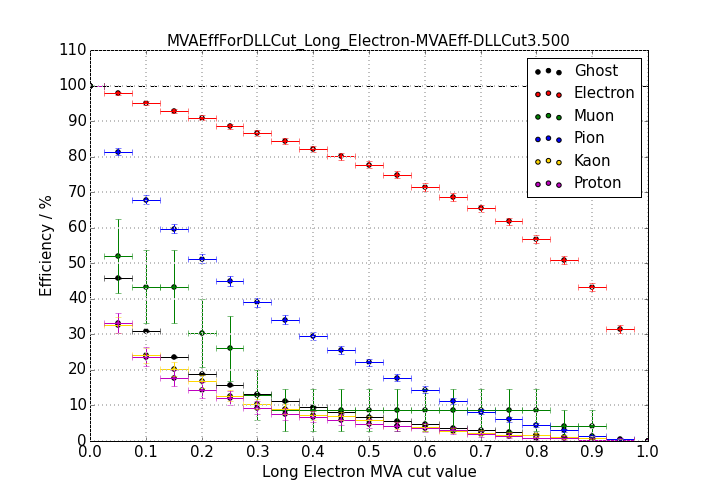 MVAEffForDLLCut_Long_Electron-MVAEff-DLLCut3.500
110
100
90
80
70
60
50
40
30
20
10
0
Efficiency / %
Ghost
Electron
Muon
Pion
Kaon
Proton
0.0 0.1 0.2 0.3 0.4 0.5 0.6 0.7 0.8 0.9 1.0
Long Electron MVA cut value